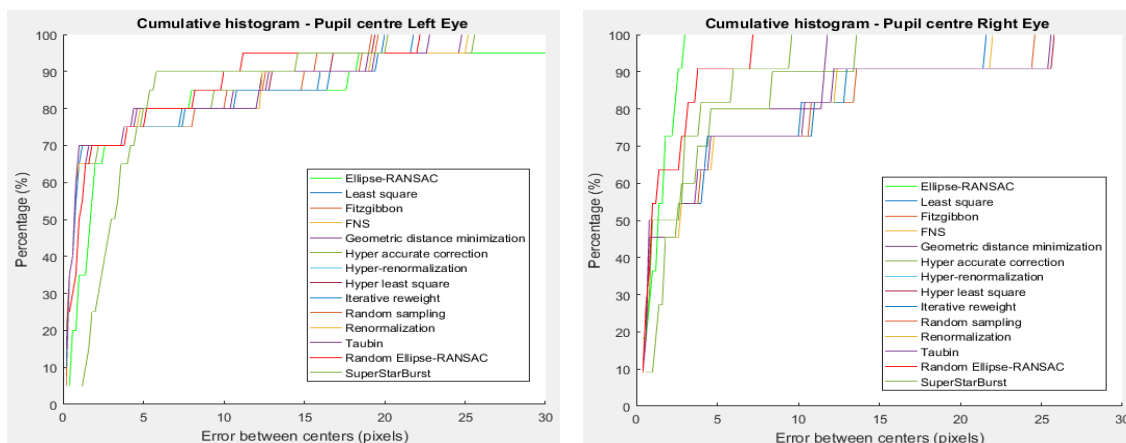 Cumulative histogram - Pupil centre Left Eye
Percentage (%)
100
90
80
70
60
50
40
30
20
10
0
0 5 10 15 20 25 30
Error between centers (pixels)
Ellipse-RANSAC
Least square
Fitzgibbon
FNS
Geometric distance minimization
Hyper accurate correction
Hyper-renormalization
Hyper least square
Iterative reweight
Random sampling
Renormalization
Taubin
Random Ellipse-RANSAC
SuperStarBurst
Cumulative histogram - Pupil centre Right Eye
Percentage (%)
100
90
80
70
60
50
40
30
20
10
0
0 5 10 15 20 25 30
Error between centers (pixels)
Ellipse-RANSAC
Least square
Fitzgibbon
FNS
Geometric distance minimization
Hyper accurate correction
Hyper-renormalization
Hyper least square
Iterative reweight
Random sampling
Renormalization
Taubin
Random Ellipse-RANSAC
SuperStarBurst